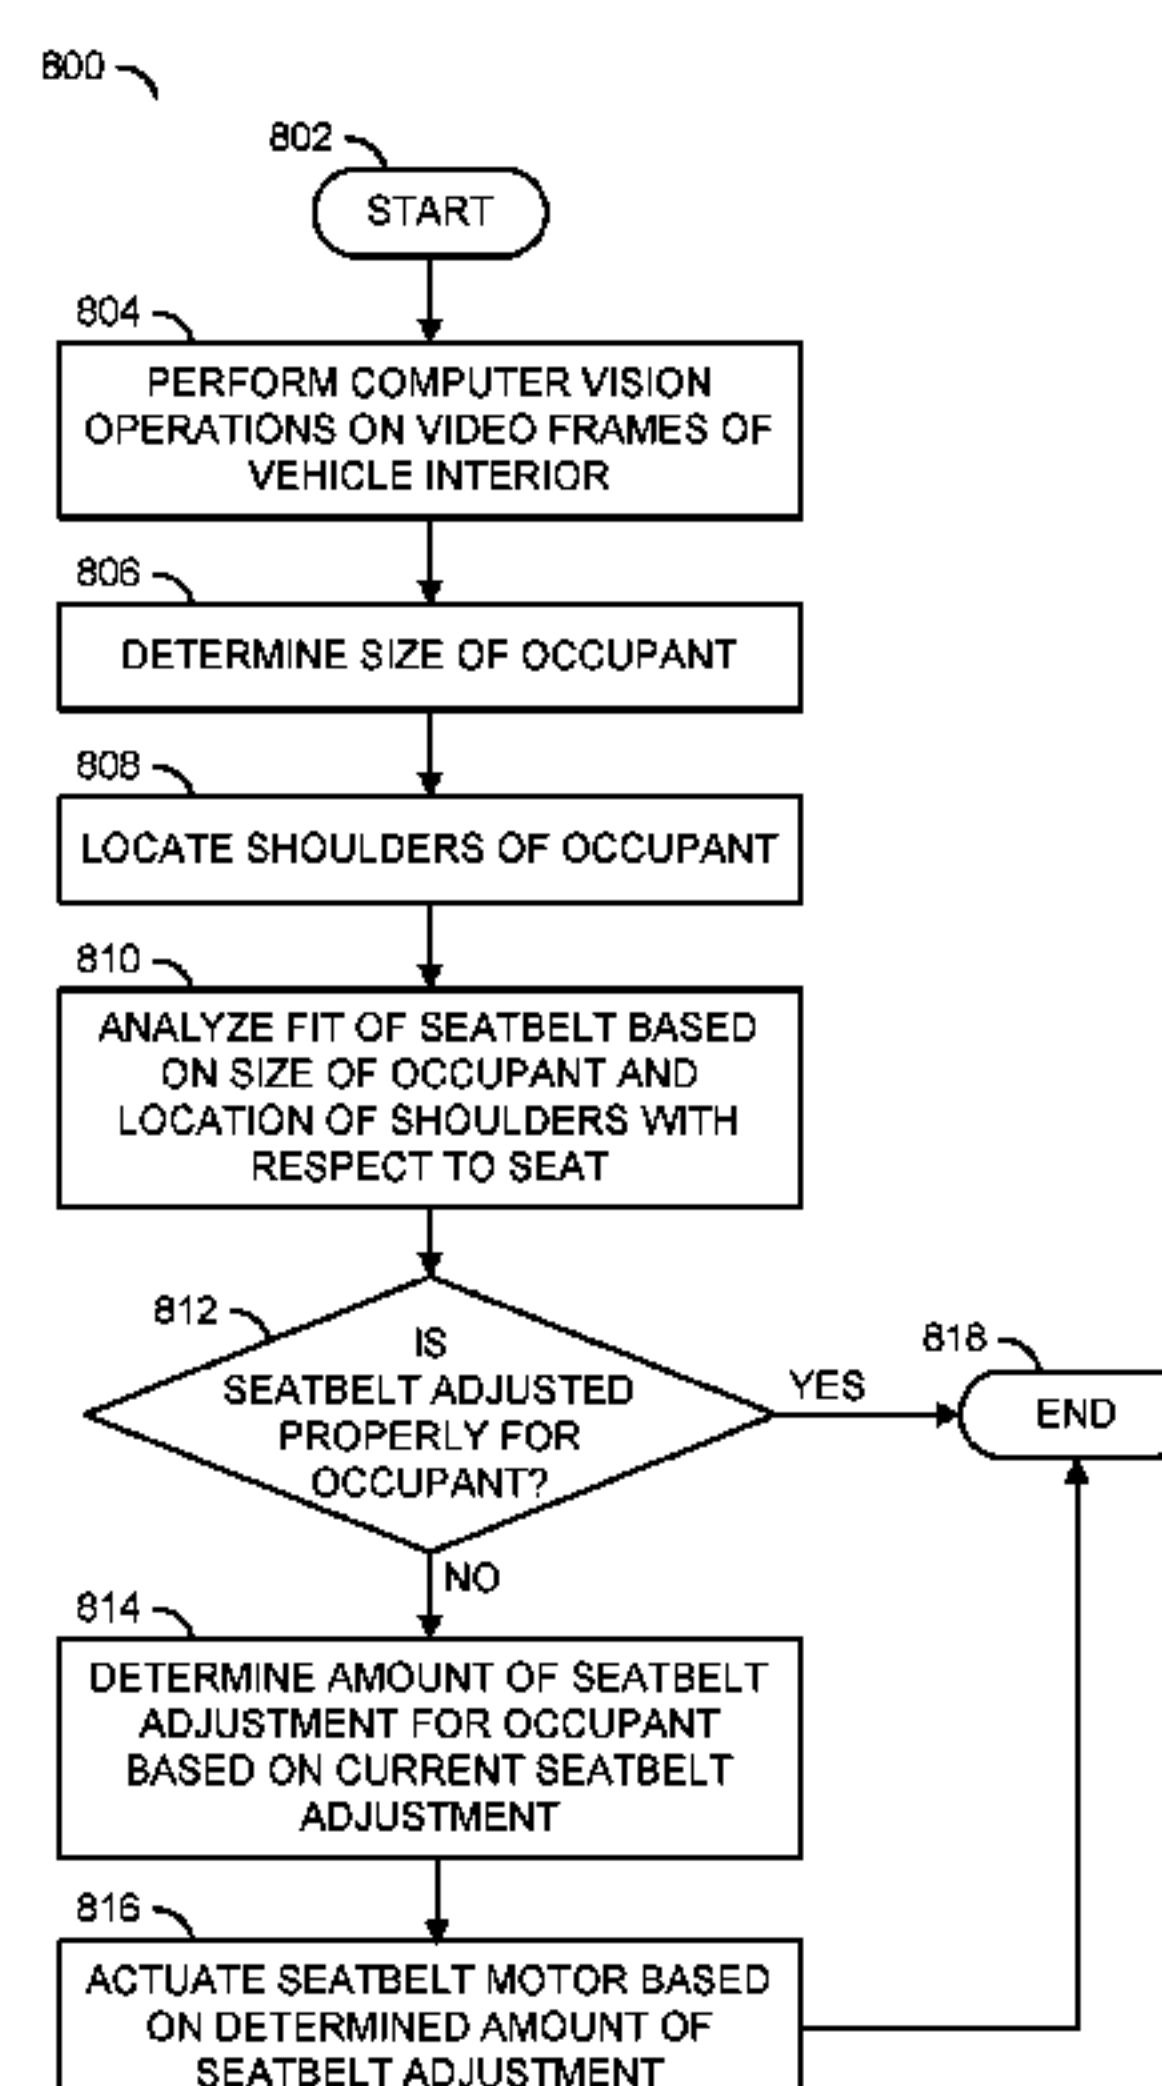 800
802
START
804
PERFORM COMPUTER VISION
OPERATIONS ON VIDEO FRAMES OF
VEHICLE INTERIOR
806
DETERMINE SIZE OF OCCUPANT
808
LOCATE SHOULDERS OF OCCUPANT
810
ANALYZE FIT OF SEATBELT BASED
ON SIZE OF OCCUPANT AND
LOCATION OF SHOULDERS WITH
RESPECT TO SEAT
812
IS
SEATBELT ADJUSTED
PROPERLY FOR
OCCUPANT?
YES
818
END
NO
814
DETERMINE AMOUNT OF SEATBELT
ADJUSTMENT FOR OCCUPANT
BASED ON CURRENT SEATBELT
ADJUSTMENT
816
ACTUATE SEATBELT MOTOR BASED
ON DETERMINED AMOUNT OF
SEATBELT ADJUSTMENT